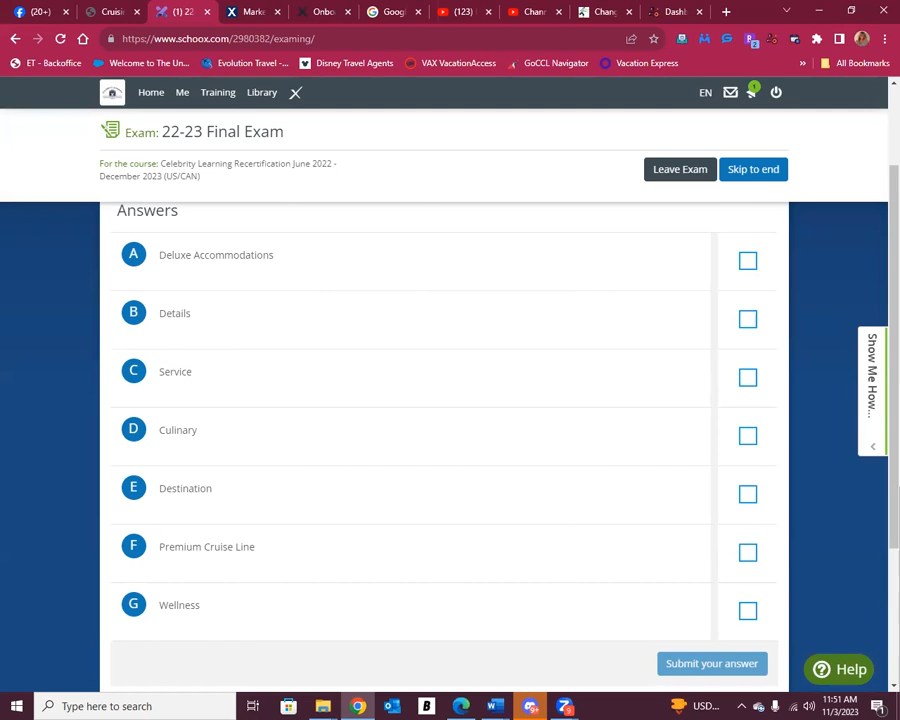 (20+)
Cruisi
(1) 22
Marke
Onbo
Googl
(123)
Chan
Chang
Dashb
https://www.schoox.com/2980382/examing/
ET - Backoffice
Welcome to The Un...
Evolution Travel -...
Disney Travel Agents
VAX VacationAccess
GoCCL Navigator
Vacation Express
»
All Bookmarks
Home
Me
Training
Library
EN
1
Exam: 22-23 Final Exam
For the course: Celebrity Learning Recertification June 2022 -
December 2023 (US/CAN)
Leave Exam
Skip to end
Answers
A Deluxe Accommodations
B Details
C Service
D Culinary
E Destination
F Premium Cruise Line
G Wellness
Show Me How...
Submit your answer
Help
Type here to search
USD...
11:51 AM
11/3/2023